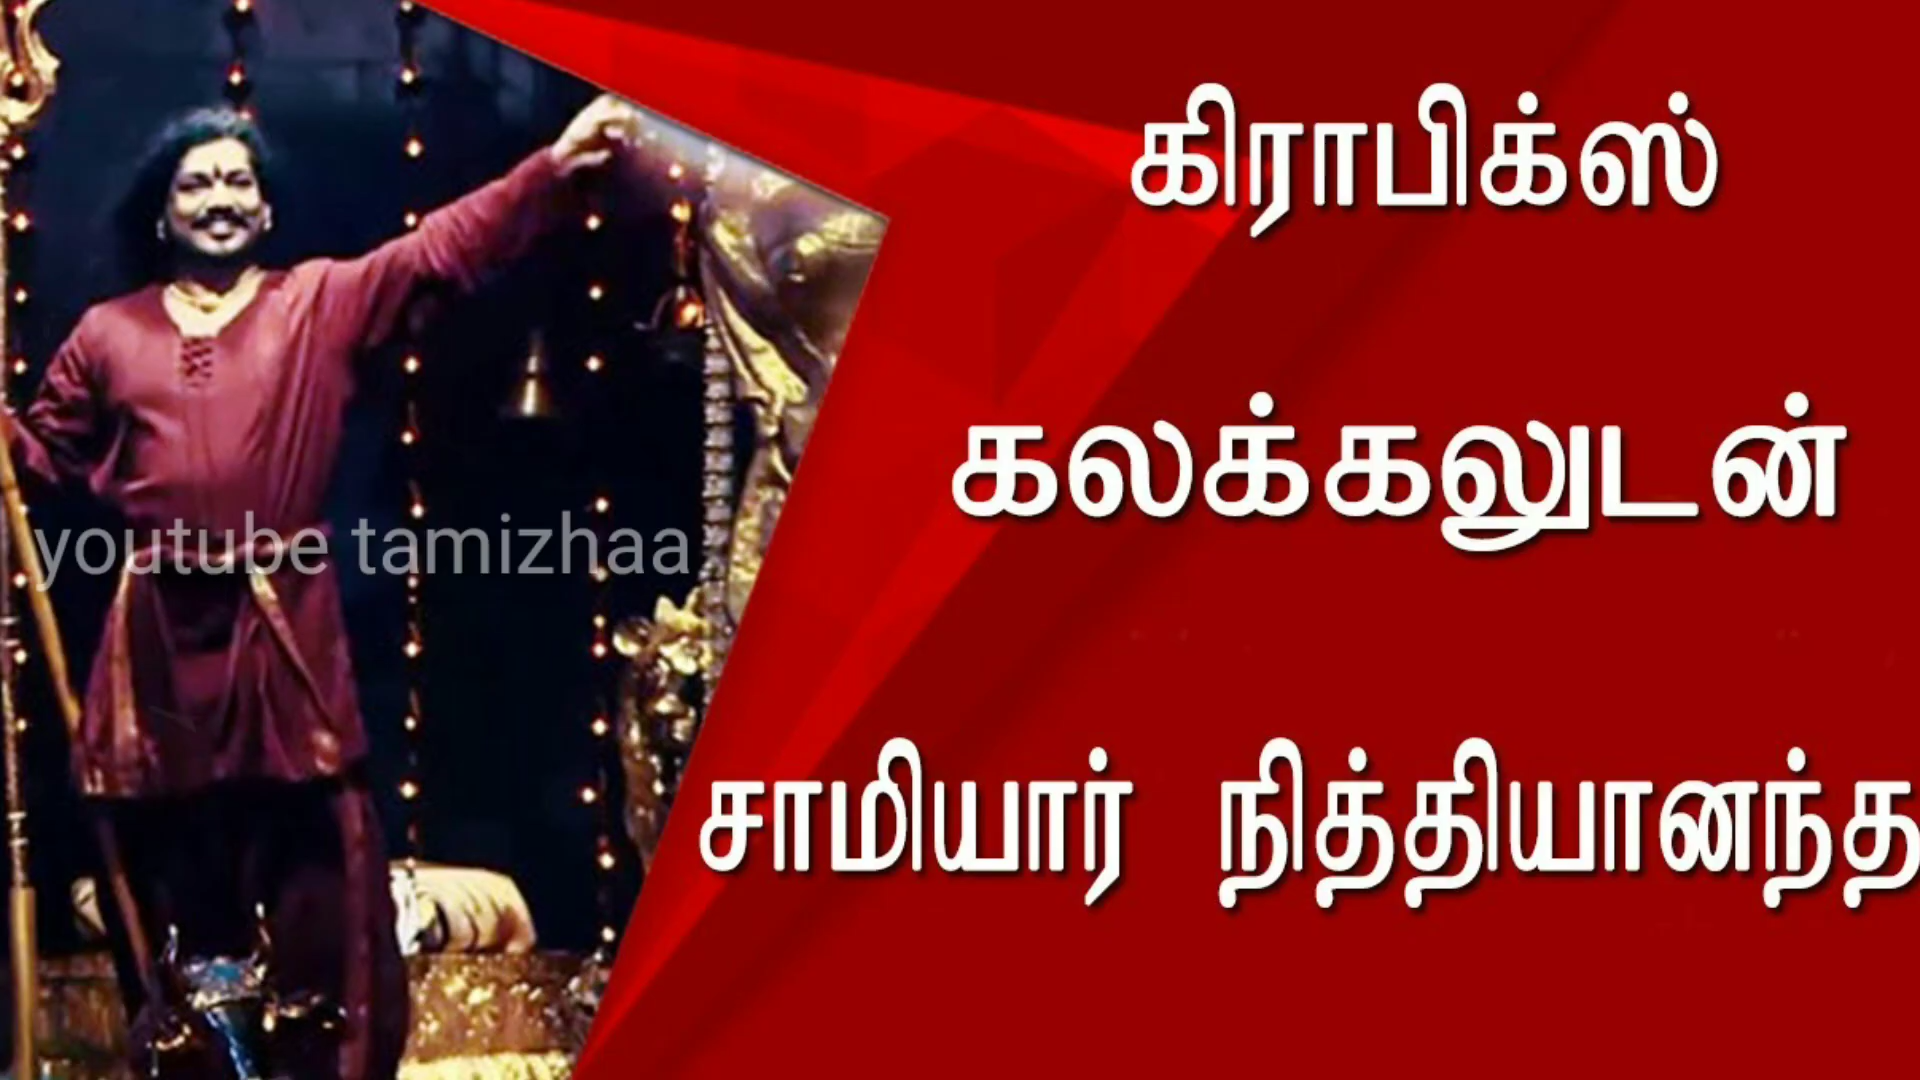 கிராபிக்ஸ்
கலக்கலுடன்
சாமியார் நித்தியானந்த
youtube tamizhaa